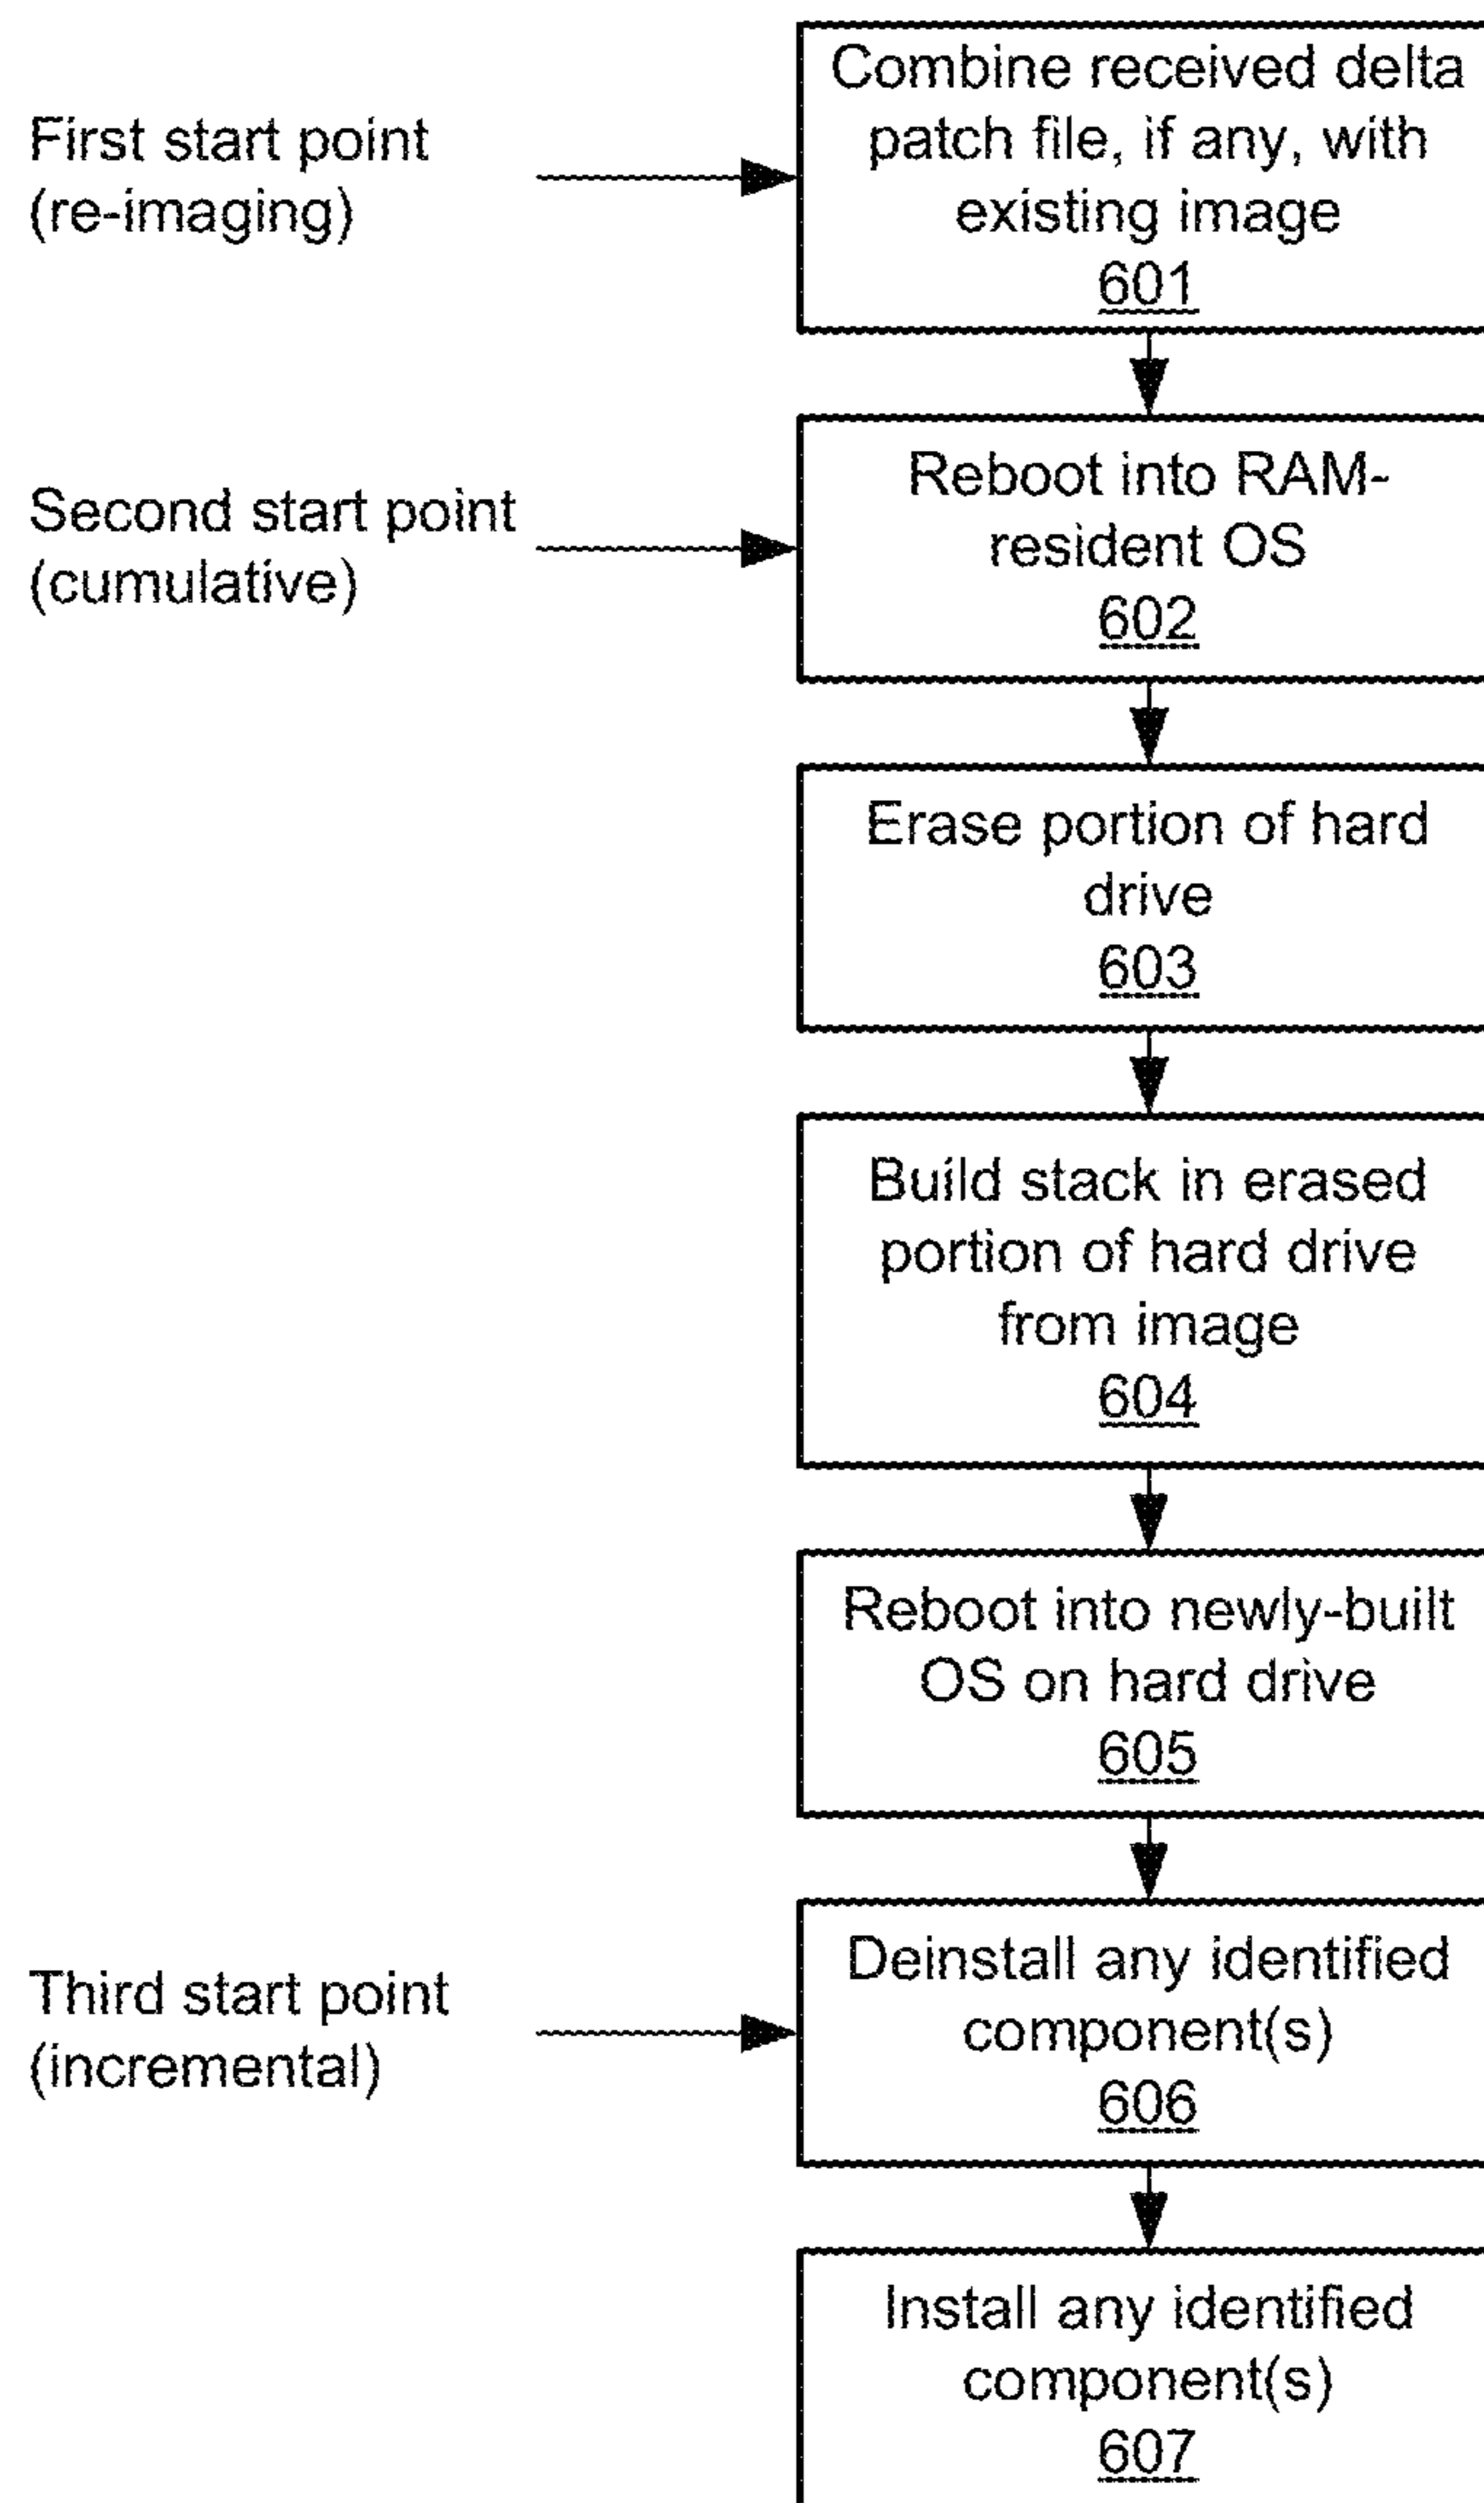 Combine received delta
patch file, if any, with
existing image
601
First start point
(re-imaging)
Reboot into RAM-
resident OS
602
Second start point
(cumulative)
Erase portion of hard
drive
603
Build stack in erased
portion of hard drive
from image
604
Reboot into newly-built
OS on hard drive
605
Deinstall any identified
component(s)
606
Third start point
(incremental)
Install any identified
component(s)
607